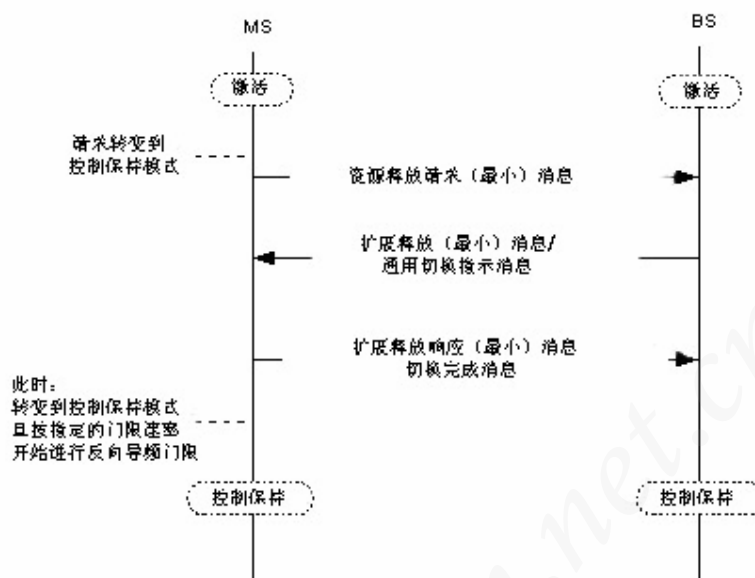 MS
BS
激活
激活
请求转变到
控制保持模式
资源释放请求（最小）消息
扩展释放（最小）消息/
通用切换指示消息
扩展释放响应（最小）消息
切换完成消息
此时：
转变到控制保持模式
且按指定的门限速率
开始进行反向导频门限
控制保持
控制保持
.net.cn